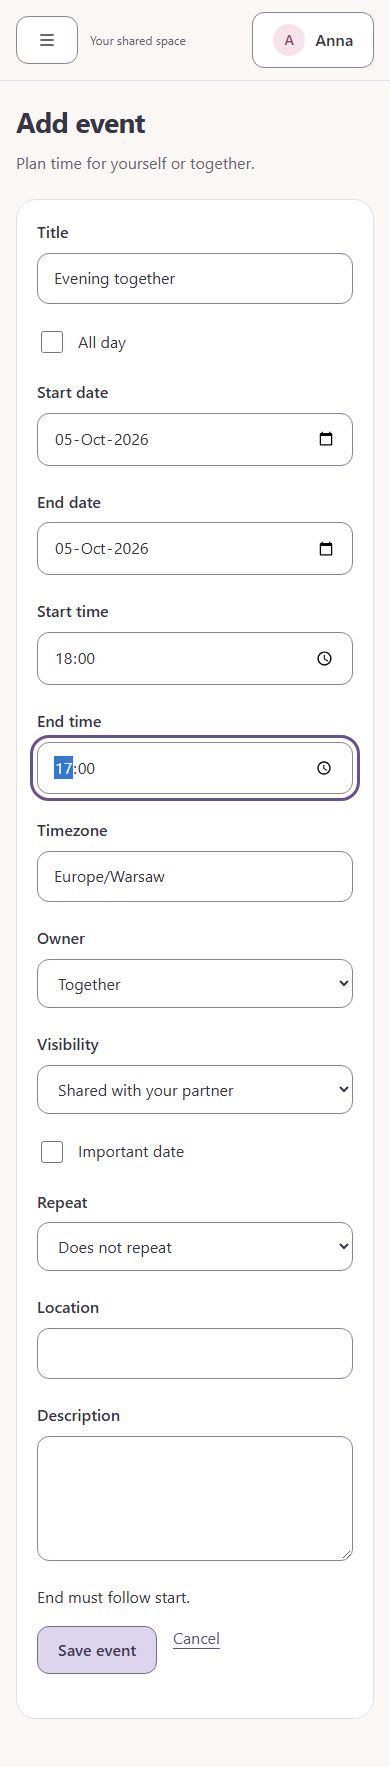 Your shared space
A
Anna
Add event
Plan time for yourself or together.
Title
Evening together
All day
Start date
05-Oct-2026
End date
05-Oct-2026
Start time
18:00
End time
17:00
Timezone
Europe/Warsaw
Owner
Together
Visibility
Shared with your partner
Important date
Repeat
Does not repeat
Location
Description
End must follow start.
Save event
Cancel